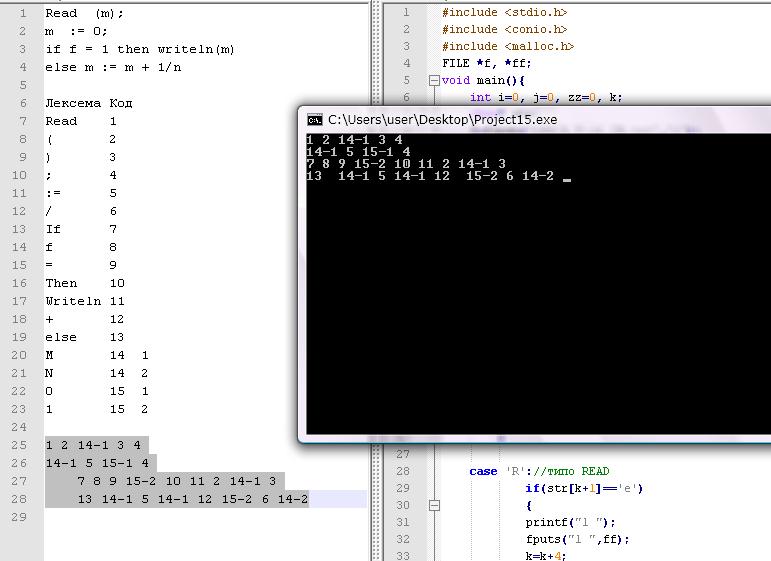 1 Read (m);
2 m := 0;
3 if f = 1 then writeln(m)
4 else m := m + 1/n
5
6 Лексема Код
7 Read 1
8 ( 2
9 ) 3
10 ; 4
11 := 5
12 / 6
13 If 7
14 f 8
15 = 9
16 Then 10
17 Writeln 11
18 + 12
19 else 13
20 M 14 1
21 N 14 2
22 0 15 1
23 1 15 2
24
25 1 2 14-1 3 4
26 14-1 5 15-1 4
27 7 8 9 15-2 10 11 2 14-1 3
28 13 14-1 5 14-1 12 15-2 6 14-2
29
1 #include <stdio.h>
2 #include <conio.h>
3 #include <malloc.h>
4 FILE *f, *ff;
5 void main(){
6 int i=0, j=0, zz=0, k;
C:\Users\user\Desktop\Project15.exe
1 2 14-1 3 4
14-1 5 15-1 4
7 8 9 15-2 10 11 2 14-1 3
13  14-1 5 14-1 12  15-2 6 14-2 _
27
28 case 'R'://типо READ
29 if(str[k+1]=='e')
30 {
31 printf("1 ");
32 fputs("1 ",ff);
33 k=k+4;